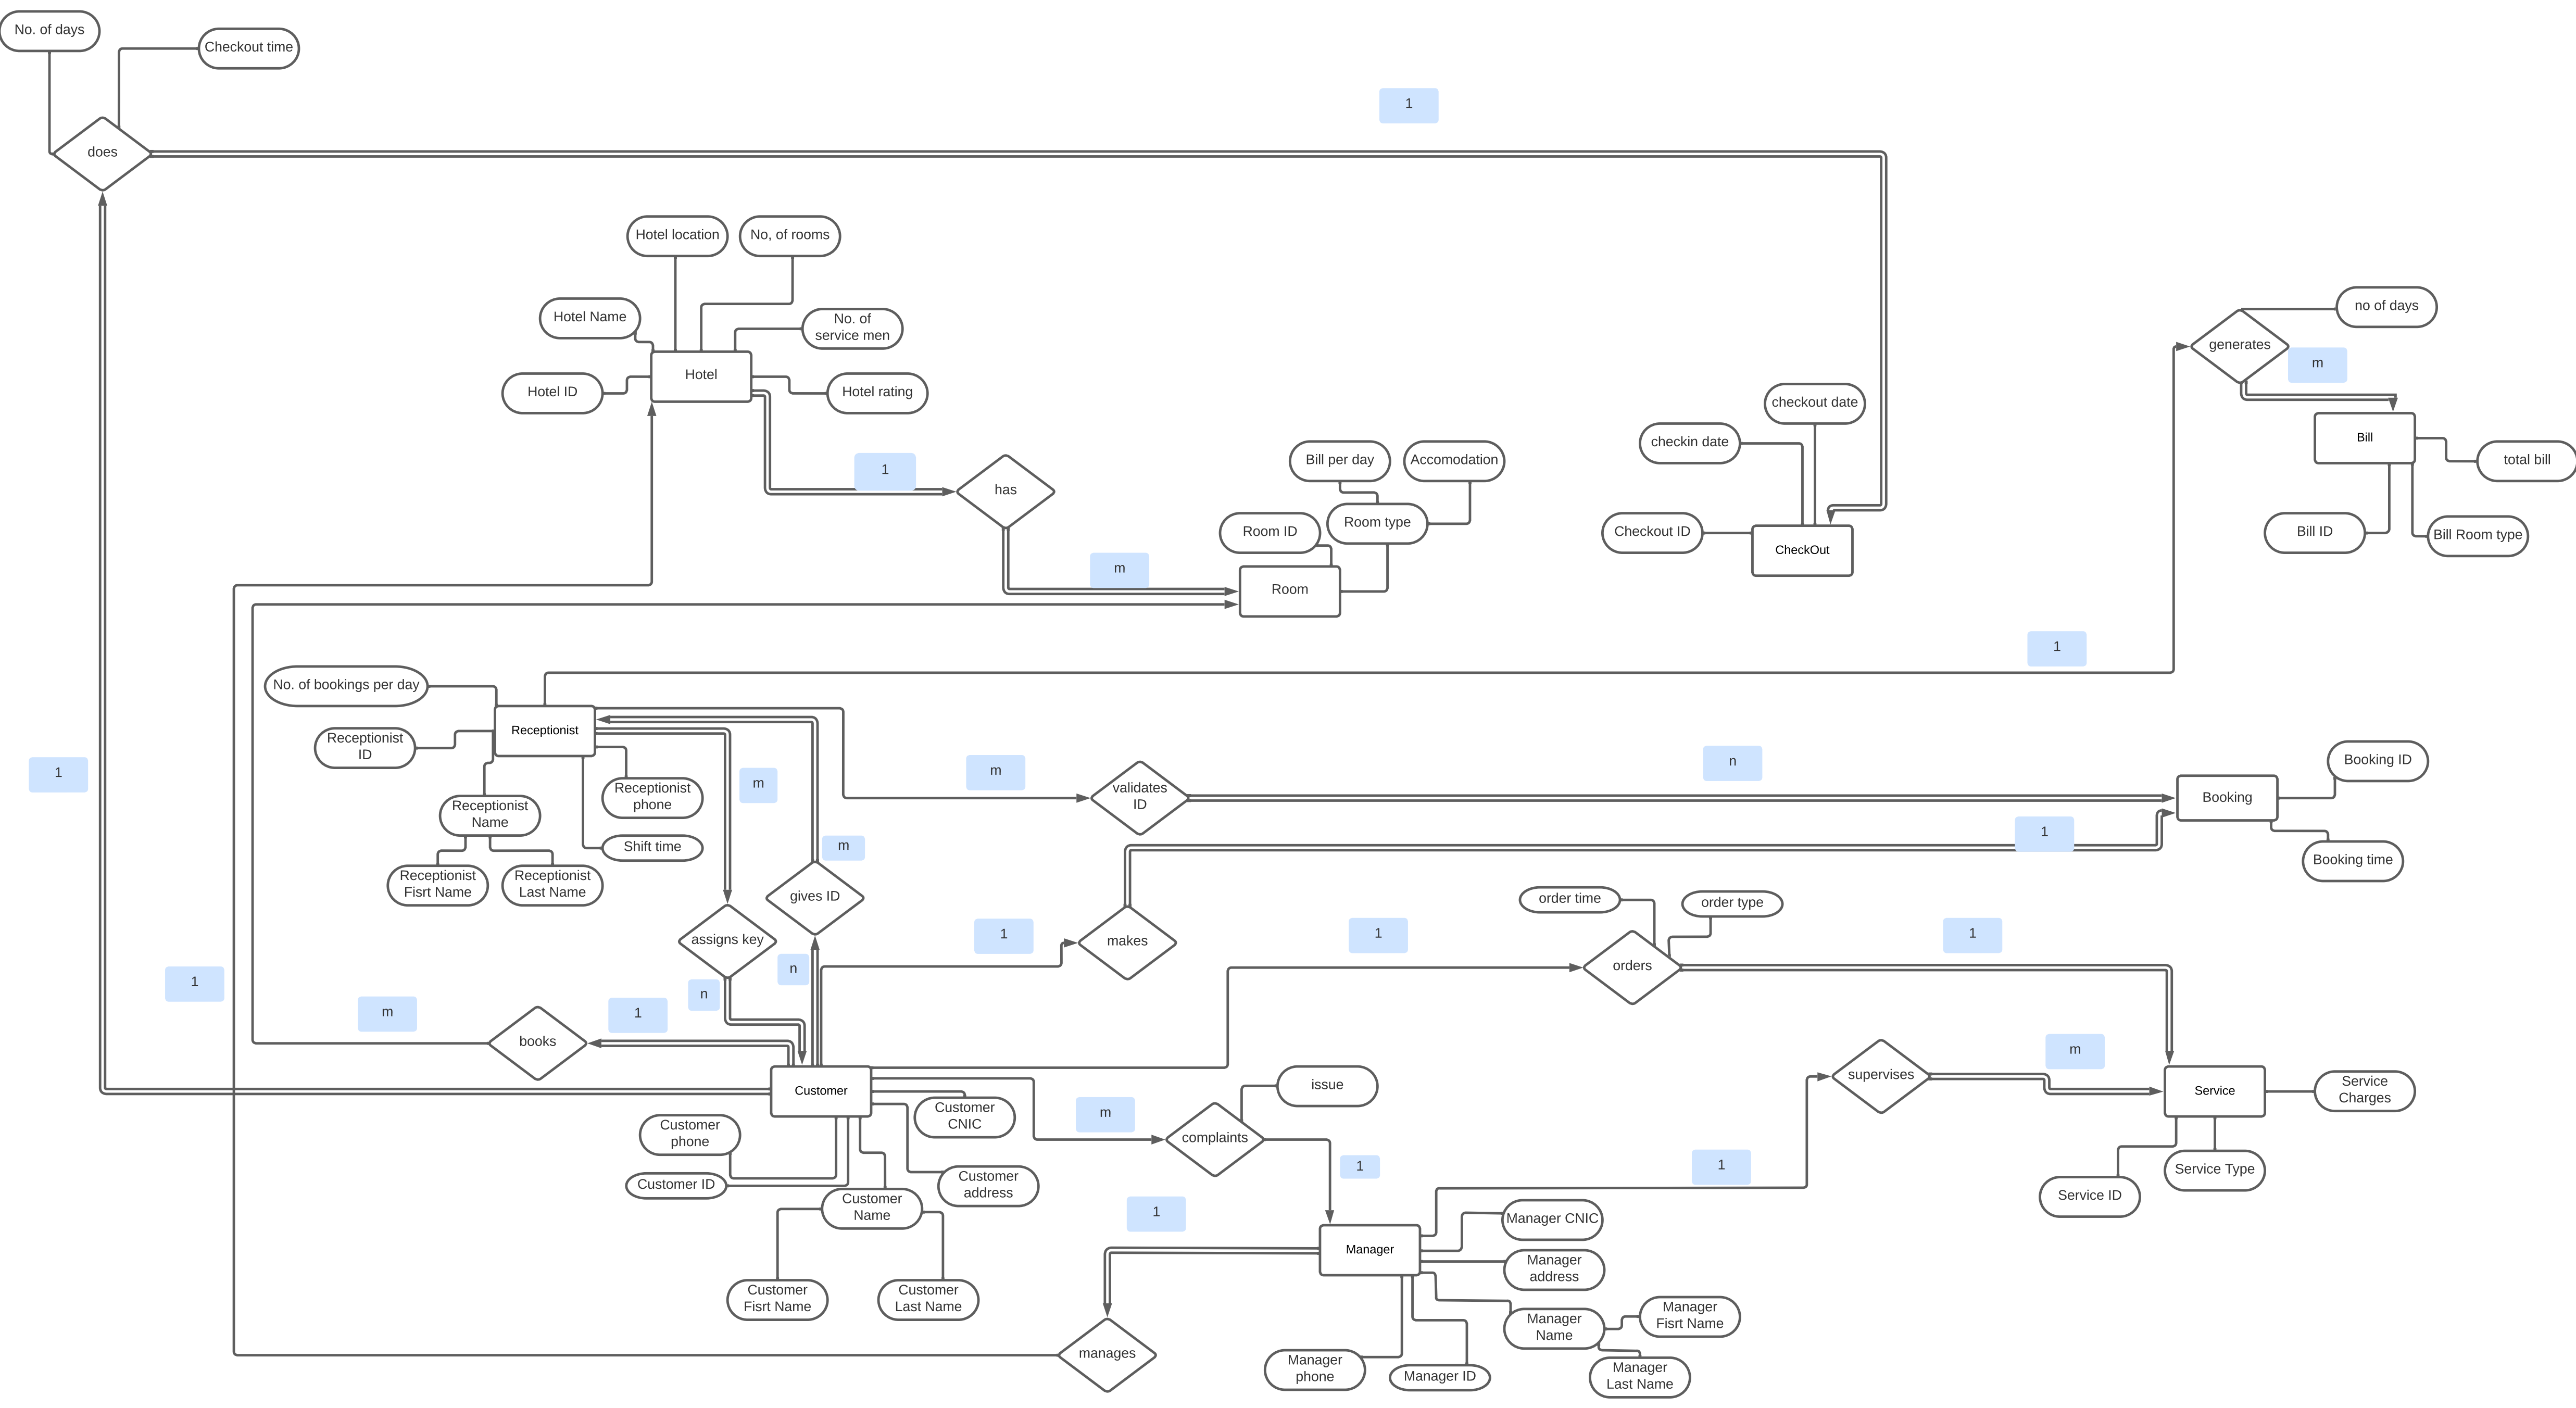 No. of days
Checkout time
1
does
Hotel location
No, of rooms
Hotel Name
No. of
service men
Hotel
Hotel ID
Hotel rating
1
has
m
no of days
generates
m
Bill
total bill
Bill ID
Bill Room type
checkout date
checkin date
Checkout ID
CheckOut
Bill per day
Accomodation
Room type
Room ID
Room
1
No. of bookings per day
Receptionist
Receptionist
ID
Receptionist
Name
Receptionist
phone
Shift time
Receptionist
Fisrt Name
Receptionist
Last Name
m
m
gives ID
assigns key
n
n
m
validates
ID
n
Booking ID
Booking
Booking time
1
1
makes
1
order time
order type
orders
1
1
1
m
books
1
Customer
Customer
CNIC
Customer
phone
Customer ID
Customer
Name
Customer
address
Customer
Fisrt Name
Customer
Last Name
m
issue
complaints
1
1
supervises
m
Service
Service
Charges
Service Type
Service ID
1
Manager
Manager CNIC
Manager
address
Manager
Name
Manager
Fisrt Name
Manager
Last Name
Manager
phone
Manager ID
manages